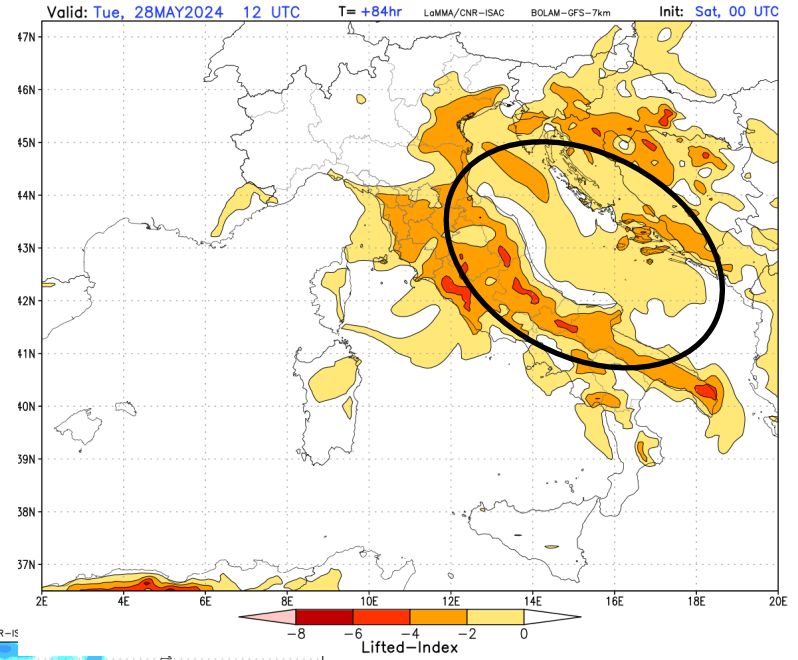 Valid: Tue, 28MAY2024 12 UTC T= +84hr LaMMA/CNR-ISAC BOLAM-GFS-7km Init: Sat, 00 UTC
47N
46N
45N
44N
43N
42N
41N
40N
39N
38N
37N
2E 4E 6E 8E 10E 12E 14E 16E 18E 20E
-8 -6 -4 -2 0
Lifted-Index
R-IS